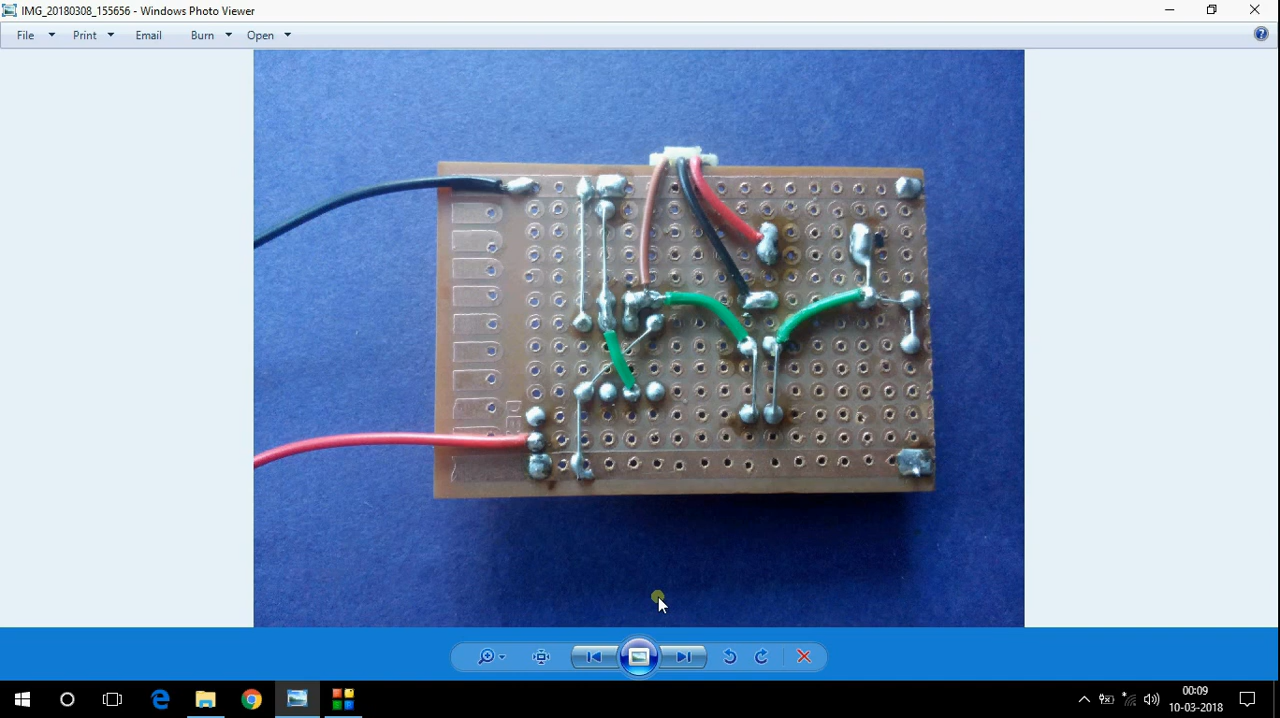 IMG_20180308_155656 - Windows Photo Viewer
File Print Email Burn Open
00:09
10-03-2018